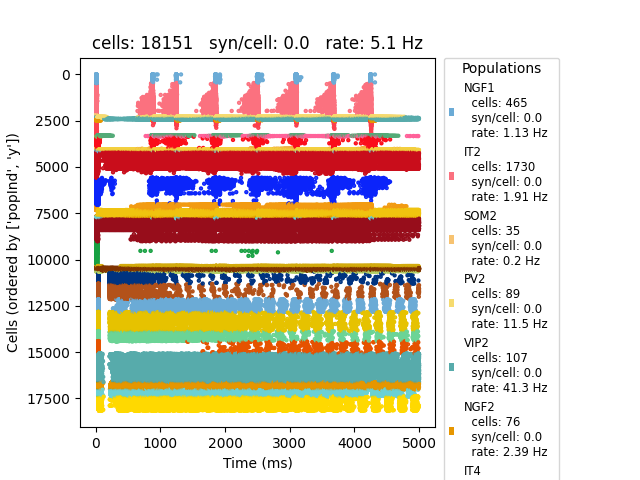 cells: 18151 syn/cell: 0.0 rate: 5.1 Hz
Cells (ordered by ['popInd', 'y'])
0
2500
5000
7500
10000
12500
15000
17500
0 1000 2000 3000 4000 5000
Time (ms)
Populations
NGF1
cells: 465
syn/cell: 0.0
rate: 1.13 Hz
IT2
cells: 1730
syn/cell: 0.0
rate: 1.91 Hz
SOM2
cells: 35
syn/cell: 0.0
rate: 0.2 Hz
PV2
cells: 89
syn/cell: 0.0
rate: 11.5 Hz
VIP2
cells: 107
syn/cell: 0.0
rate: 41.3 Hz
NGF2
cells: 76
syn/cell: 0.0
rate: 2.39 Hz
IT4